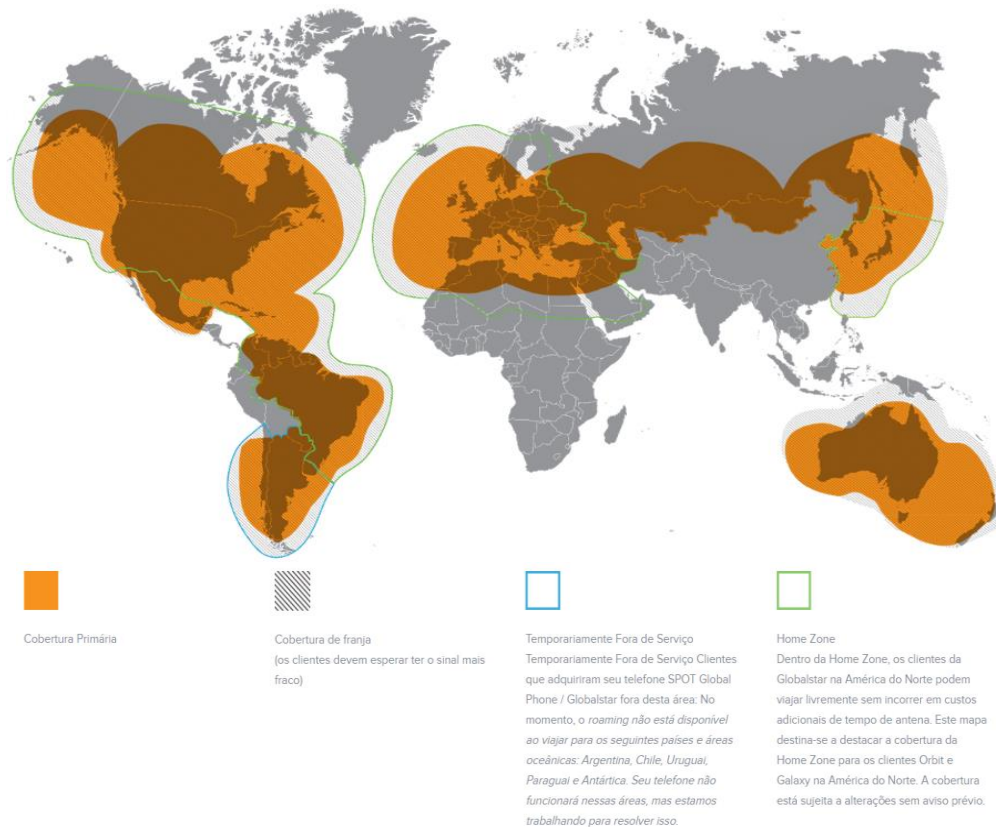 Cobertura Primária
Cobertura de franja
(os clientes devem esperar ter o sinal mais
fraco)
Temporariamente Fora de Serviço
Temporariamente Fora de Serviço Clientes
que adquiriram seu telefone SPOT Global
Phone / Globalstar fora desta área: No
momento, o roaming não está disponível
ao viajar para os seguintes países e áreas
oceânicas: Argentina, Chile, Uruguai,
Paraguai e Antártica. Seu telefone não
funcionará nessas áreas, mas estamos
trabalhando para resolver isso.
Home Zone
Dentro da Home Zone, os clientes da
Globalstar na América do Norte podem
viajar livremente sem incorrer em custos
adicionais de tempo de antena. Este mapa
destina-se a destacar a cobertura da
Home Zone para os clientes Orbit e
Galaxy na América do Norte. A cobertura
está sujeita a alterações sem aviso prévio.